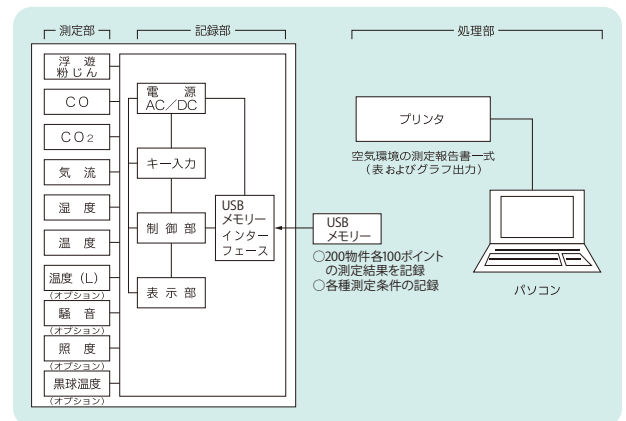 測定部
記録部
処理部
浮遊
粉じん
CO
CO2
気流
湿度
温度
温度（L）
（オプション）
騒音
（オプション）
照度
（オプション）
黒球温度
（オプション）
電源
AC／DC
キー入力
制御部
表示部
USB
メモリー
インター
フェース
USB
メモリー
○200物件各100ポイント
の測定結果を記録
○各種測定条件の記録
プリンタ
空気環境の測定報告書一式
（表およびグラフ出力）
パソコン